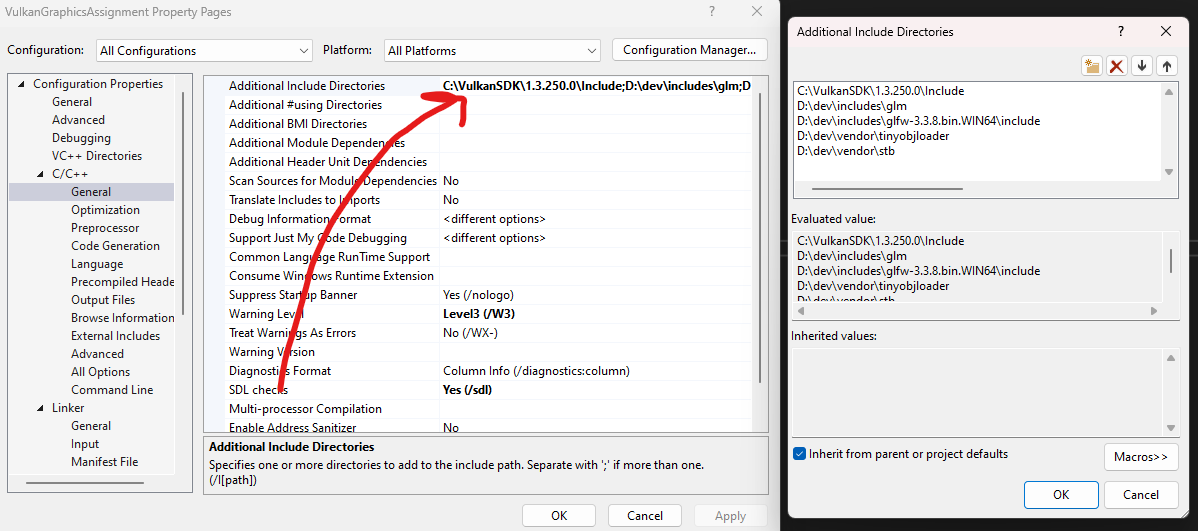 VulkanGraphicsAssignment Property Pages
?
Configuration:
All Configurations
Platform:
All Platforms
Configuration Manager...
Configuration Properties
General
Advanced
Debugging
VC++ Directories
C/C++
General
Optimization
Preprocessor
Code Generation
Language
Precompiled Heade
Output Files
Browse Information
External Includes
Advanced
All Options
Command Line
Linker
General
Input
Manifest File
Additional Include Directories C:\VulkanSDK\1.3.250.0\Include;D:\dev\includes\glm;D
Additional #using Directories
Additional BMI Directories
Additional Module Dependencies
Additional Header Unit Dependencies
Scan Sources for Module Dependencies No
Translate Includes to Imports No
Debug Information Format <different options>
Support Just My Code Debugging <different options>
Common Language RunTime Support
Consume Windows Runtime Extension
Suppress Startup Banner Yes (/nologo)
Warning Level Level3 (/W3)
Treat Warnings As Errors No (/WX-)
Warning Version
Diagnostics Format Column Info (/diagnostics:column)
SDL checks Yes (/sdl)
Multi-processor Compilation
Enable Address Sanitizer No
Additional Include Directories
Specifies one or more directories to add to the include path. Separate with ';' if more than one.
(/I[path])
OK
Cancel
Apply
Additional Include Directories
?
C:\VulkanSDK\1.3.250.0\Include
D:\dev\includes\glm
D:\dev\includes\glfw-3.3.8.bin.WIN64\include
D:\dev\vendor\tinyobjloader
D:\dev\vendor\stb
Evaluated value:
C:\VulkanSDK\1.3.250.0\Include
D:\dev\includes\glm
D:\dev\includes\glfw-3.3.8.bin.WIN64\include
D:\dev\vendor\tinyobjloader
D:\dev\vendor\stb
Inherited values:
Inherit from parent or project defaults
Macros>>
OK
Cancel